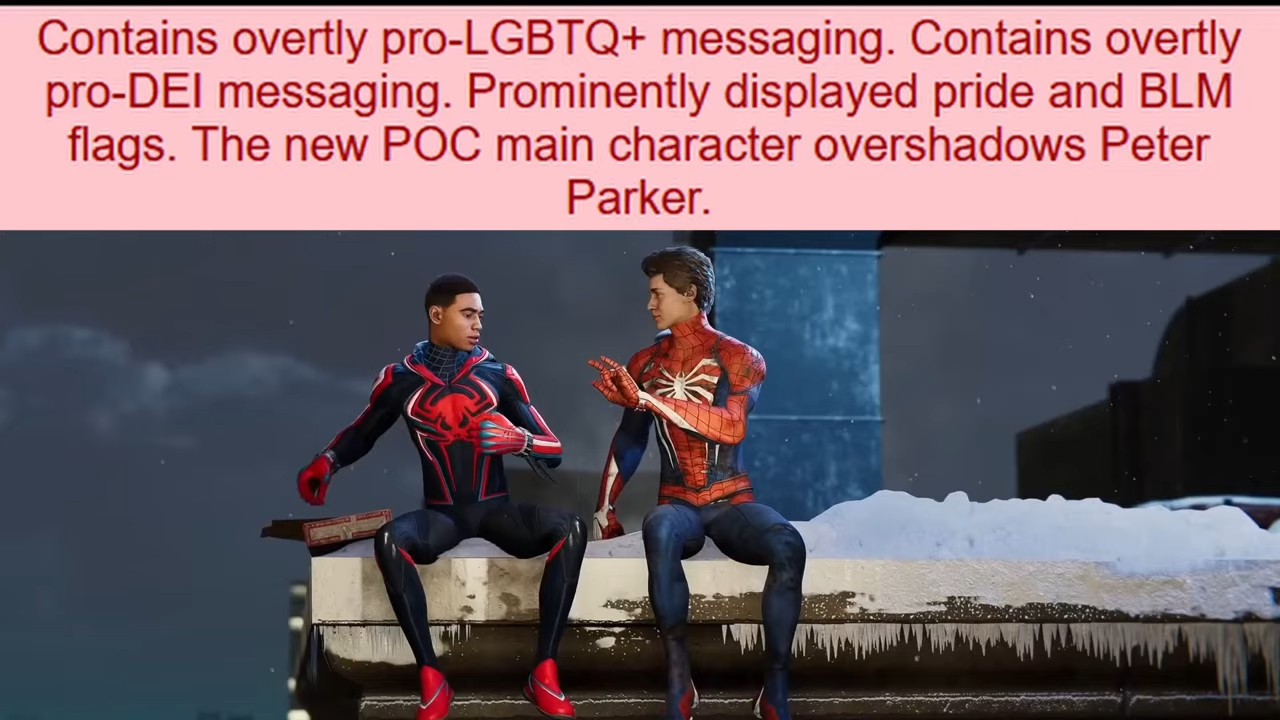 Contains overtly pro-LGBTQ+ messaging. Contains overtly
pro-DEI messaging. Prominently displayed pride and BLM
flags. The new POC main character overshadows Peter
Parker.